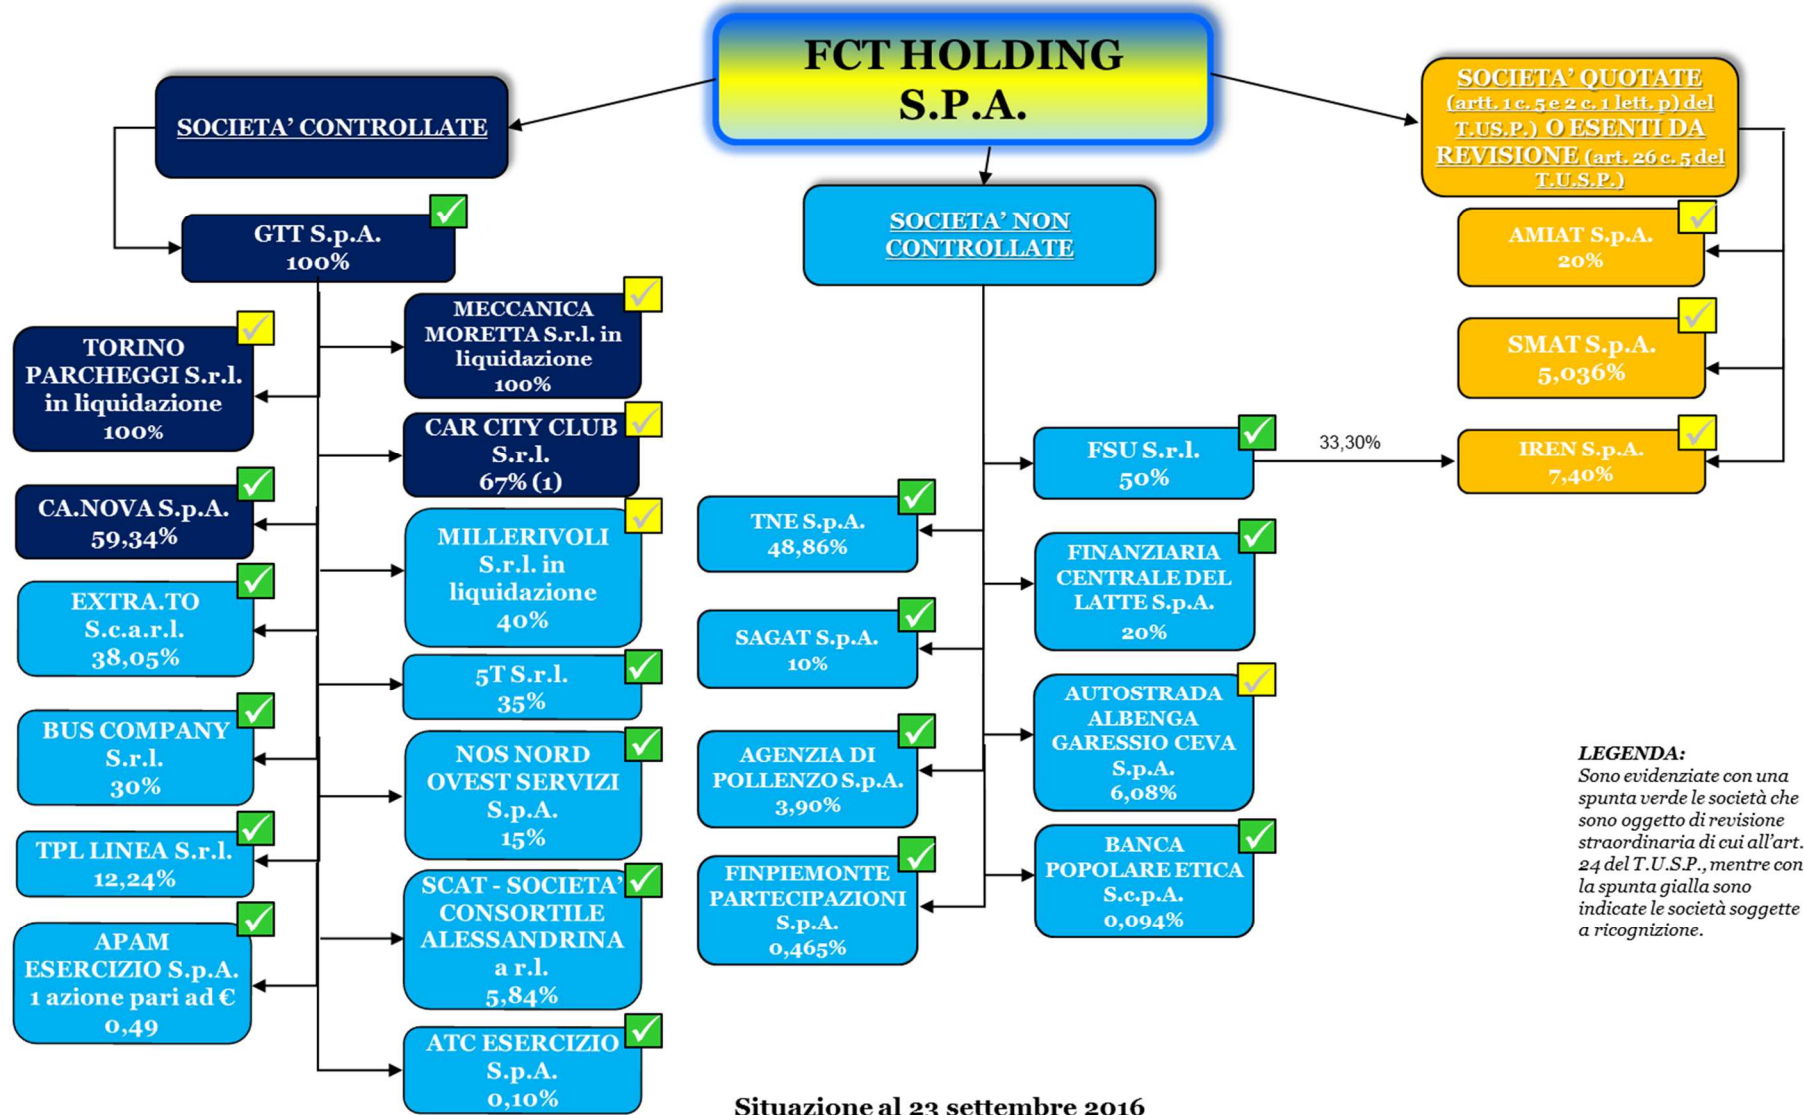 FCT HOLDING
S.P.A.
SOCIETA’ CONTROLLATE
GTT S.p.A.
100%
TORINO
PARCHEGGI S.r.l.
in liquidazione
100%
CA.NOVA S.p.A.
59,34%
EXTRA.TO
S.c.a.r.l.
38,05%
BUS COMPANY
S.r.l.
30%
TPL LINEA S.r.l.
12,24%
APAM
ESERCIZIO S.p.A.
1 azione pari ad €
0,49
MECCANICA
MORETTA S.r.l. in
liquidazione
100%
CAR CITY CLUB
S.r.l.
67% (1)
MILLERIVOLI
S.r.l. in
liquidazione
40%
5T S.r.l.
35%
NOS NORD
OVEST SERVIZI
S.p.A.
15%
SCAT - SOCIETA’
CONSORTILE
ALESSANDRINA
a r.l.
5,84%
ATC ESERCIZIO
S.p.A.
0,10%
SOCIETA’ NON
CONTROLLATE
TNE S.p.A.
48,86%
SAGAT S.p.A.
10%
AGENZIA DI
POLLENZO S.p.A.
3,90%
FINPIEMONTE
PARTECIPAZIONI
S.p.A.
0,465%
FSU S.r.l.
50%
33,30%
FINANZIARIA
CENTRALE DEL
LATTE S.p.A.
20%
AUTOSTRADA
ALBENGA
GARESSIO CEVA
S.p.A.
6,08%
BANCA
POPOLARE ETICA
S.c.p.A.
0,094%
SOCIETA’ QUOTATE
(artt. 1 c. 5 e 2 c. 1 lett. p) del
T.US.P.) O ESENTI DA
REVISIONE (art. 26 c. 5 del
T.U.S.P.)
AMIAT S.p.A.
20%
SMAT S.p.A.
5,036%
IREN S.p.A.
7,40%
LEGENDA:
Sono evidenziate con una
spunta verde le società che
sono oggetto di revisione
straordinaria di cui all’art.
24 del T.U.S.P., mentre con
la spunta gialla sono
indicate le società soggette
a ricognizione.
Situazione al 23 settembre 2016